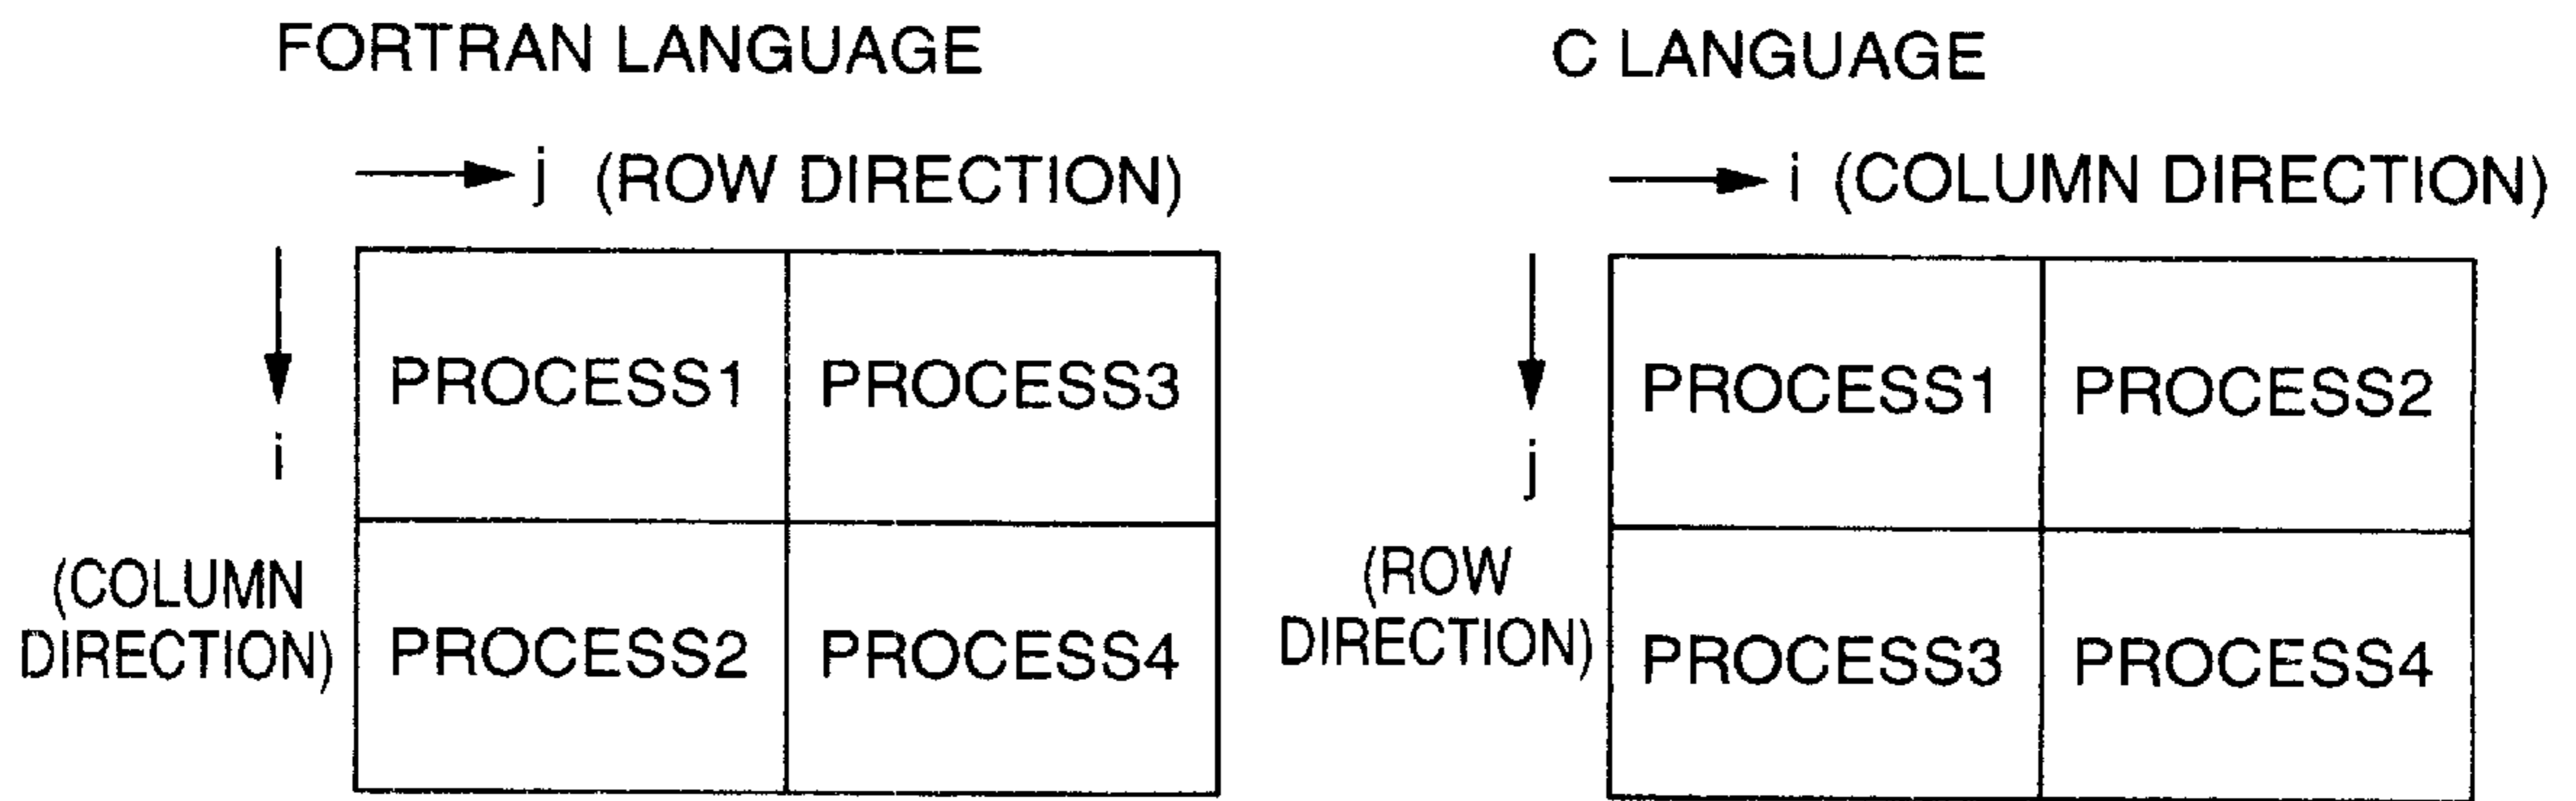 FORTRAN LANGUAGE
j (ROW DIRECTION)
i
(COLUMN
DIRECTION)
PROCESS1 PROCESS3
PROCESS2 PROCESS4
C LANGUAGE
i (COLUMN DIRECTION)
j
(ROW
DIRECTION)
PROCESS1 PROCESS2
PROCESS3 PROCESS4